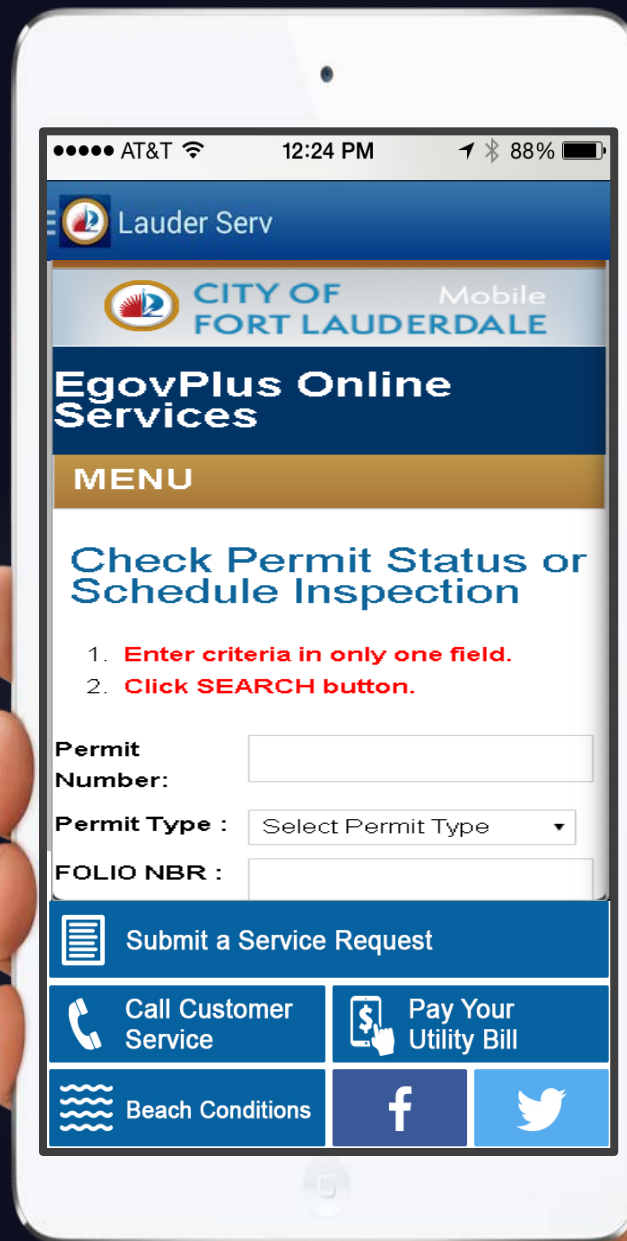 AT&T 12:24 PM 88%
Lauder Serv
CITY OF Mobile
FORT LAUDERDALE
EgovPlus Online
Services
MENU
Check Permit Status or
Schedule Inspection
1. Enter criteria in only one field.
2. Click SEARCH button.
Permit
Number:
Permit Type : Select Permit Type
FOLIO NBR :
Submit a Service Request
Call Customer
Service
Pay Your
Utility Bill
Beach Conditions